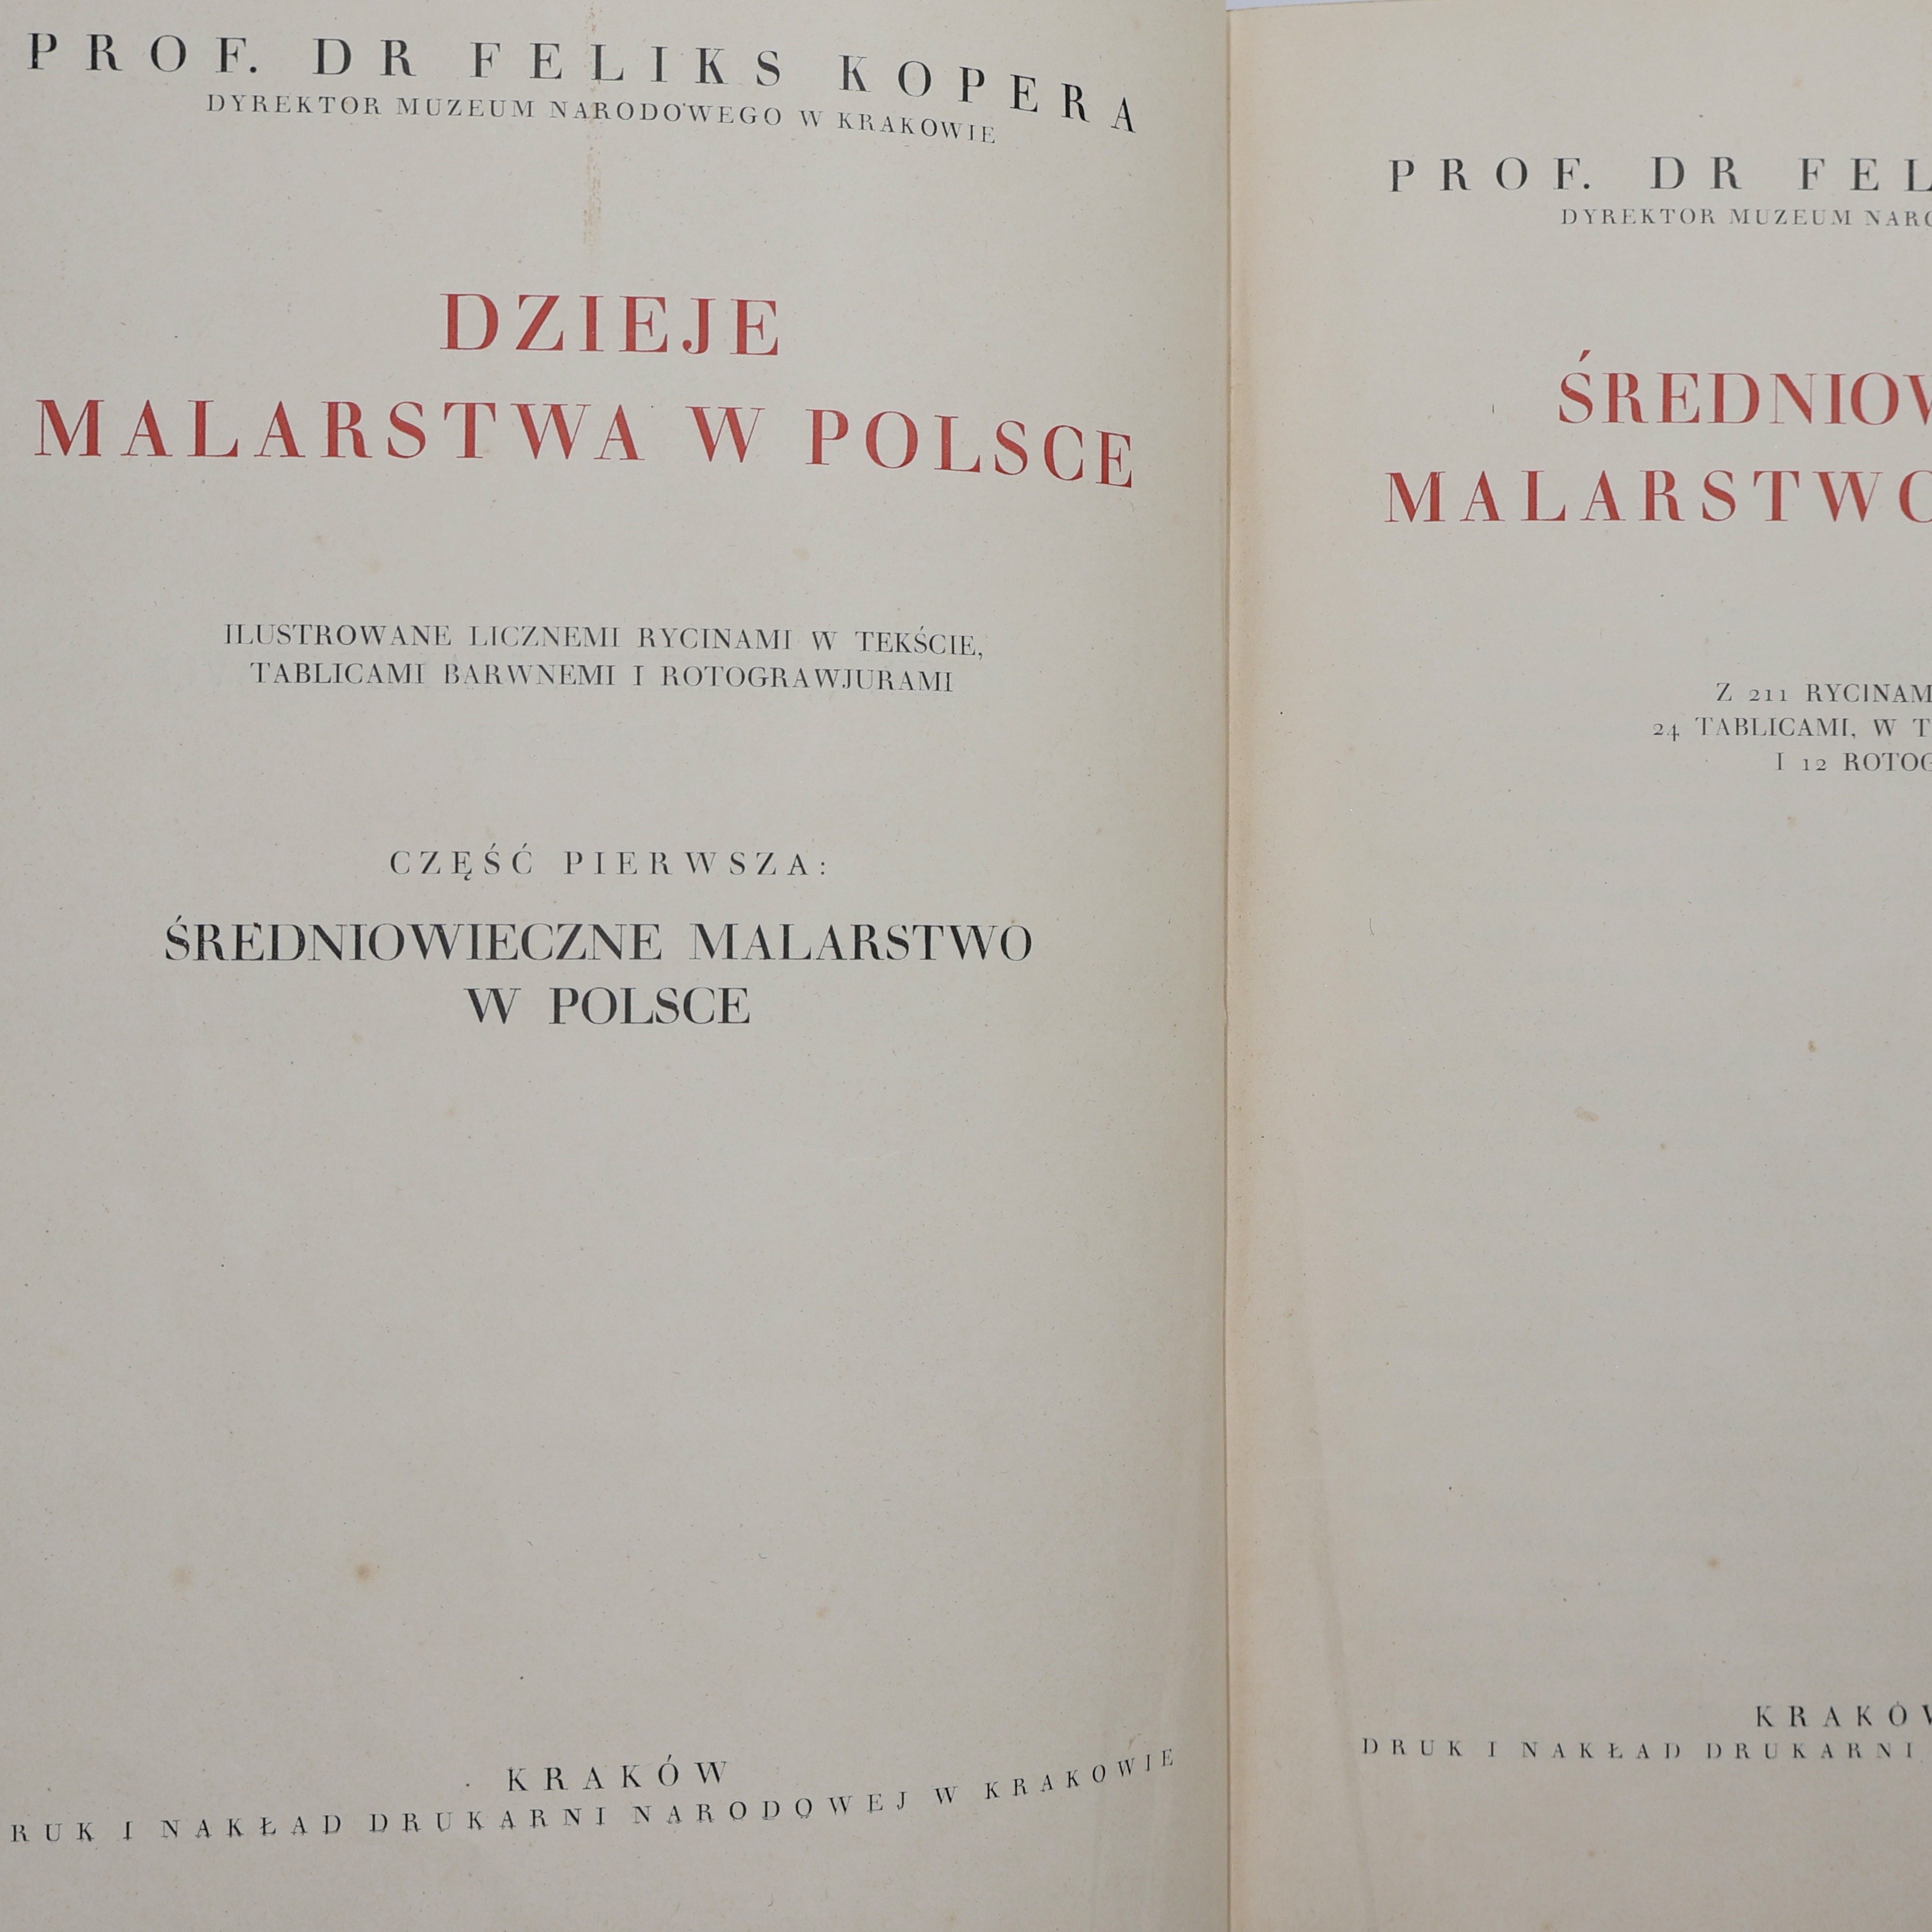 PROF. DR FELIKS KOPERA
DYREKTOR MUZEUM NARODOWEGO W KRAKOWIE
DZIEJE
MALARSTWA W POLSCE
ILUSTROWANE LICZNEMI RYCINAMI W TEKŚCIE,
TABLICAMI BARWNEMI I ROTOGRAWJURAMI
CZĘŚĆ PIERWSZA:
ŚREDNIOWIECZNE MALARSTWO
W POLSCE
KRAKÓW
RUK I NAKŁAD DRUKARNI NARODOWEJ W KRAKOWIE
PROF. DR FEL
DYREKTOR MUZEUM NARO
ŚREDNIOW
MALARSTWO
Z 211 RYCINAM
24 TABLICAMI, W T
I 12 ROTOG
KRAKÓW
DRUK I NAKŁAD DRUKARNI